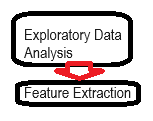 Exploratory Data
Analysis
Feature Extraction